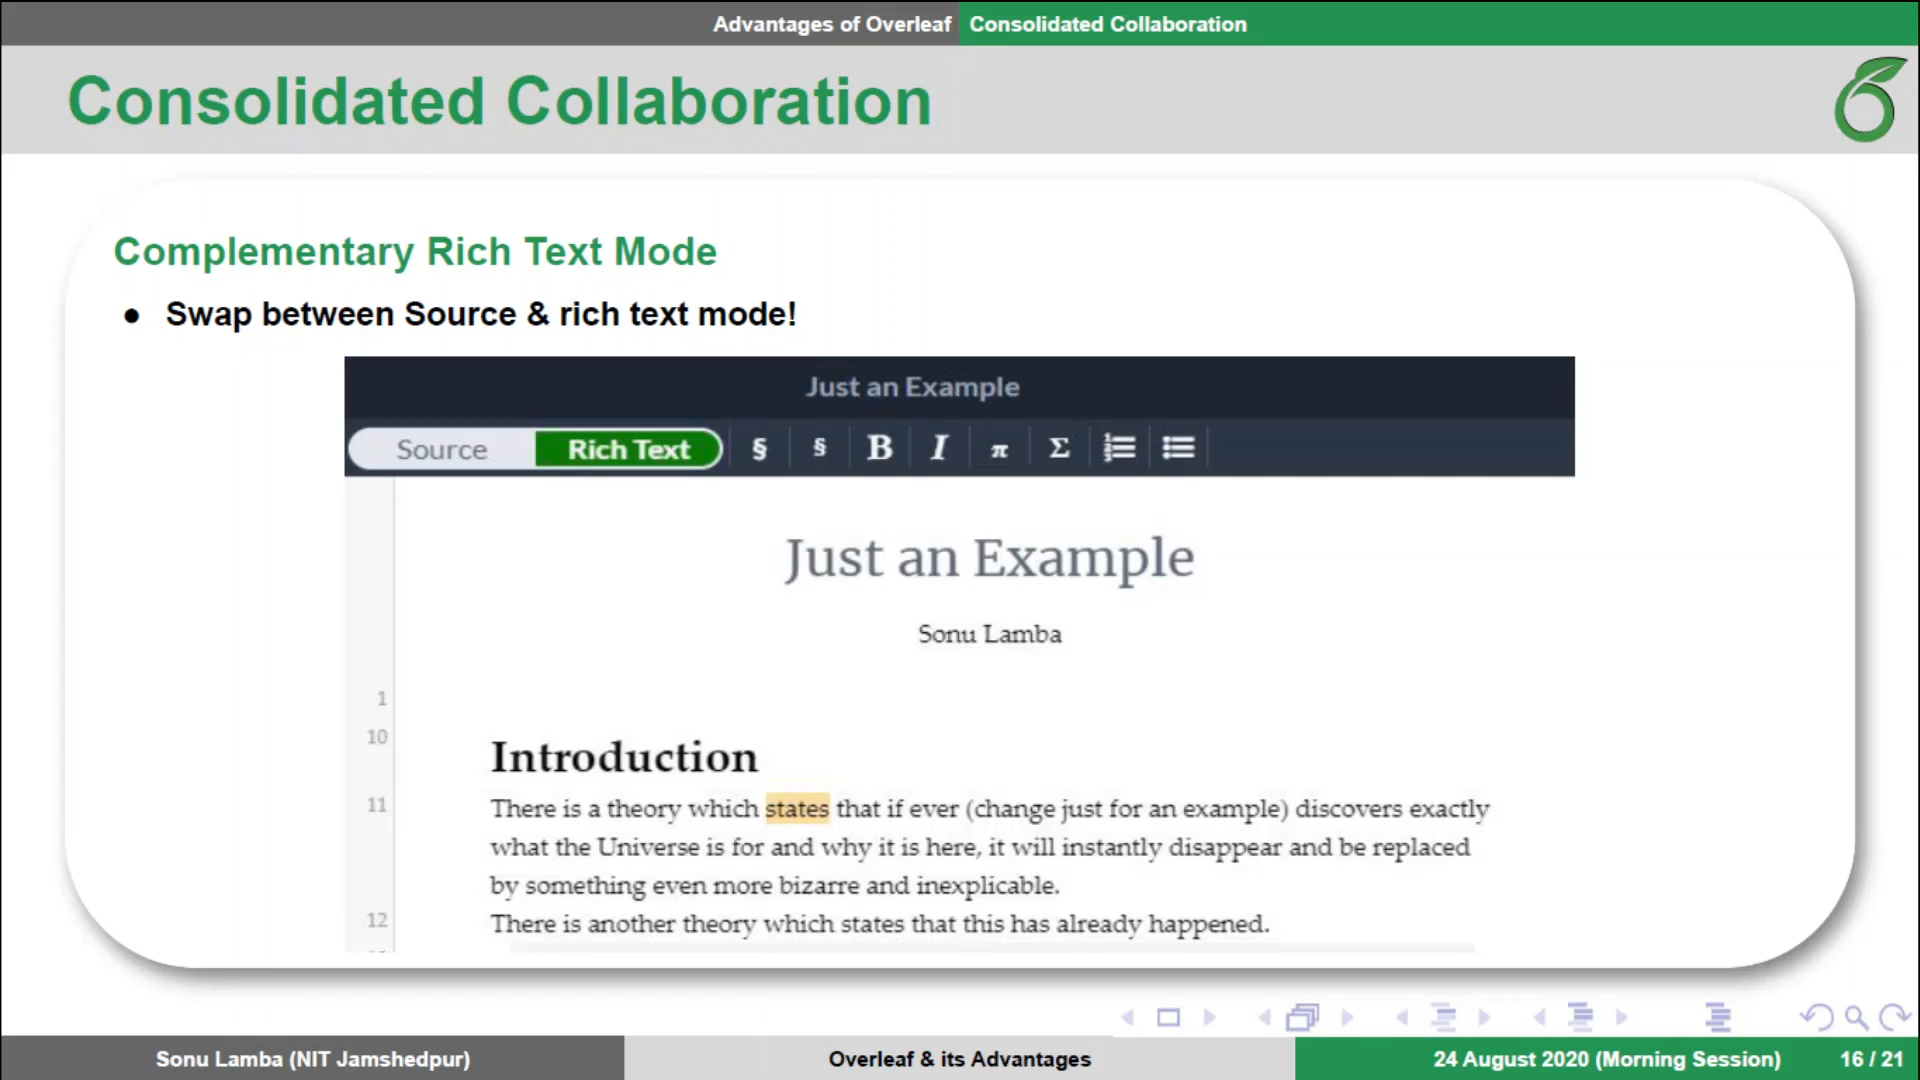 Advantages of Overleaf Consolidated Collaboration
Consolidated Collaboration
Complementary Rich Text Mode
● Swap between Source & rich text mode!
Just an Example
Source Rich Text § § B I π Σ
Just an Example
Sonu Lamba
1
10 Introduction
11 There is a theory which states that if ever (change just for an example) discovers exactly
what the Universe is for and why it is here, it will instantly disappear and be replaced
by something even more bizarre and inexplicable.
12 There is another theory which states that this has already happened.
Sonu Lamba (NIT Jamshedpur) Overleaf & its Advantages 24 August 2020 (Morning Session) 16 / 21